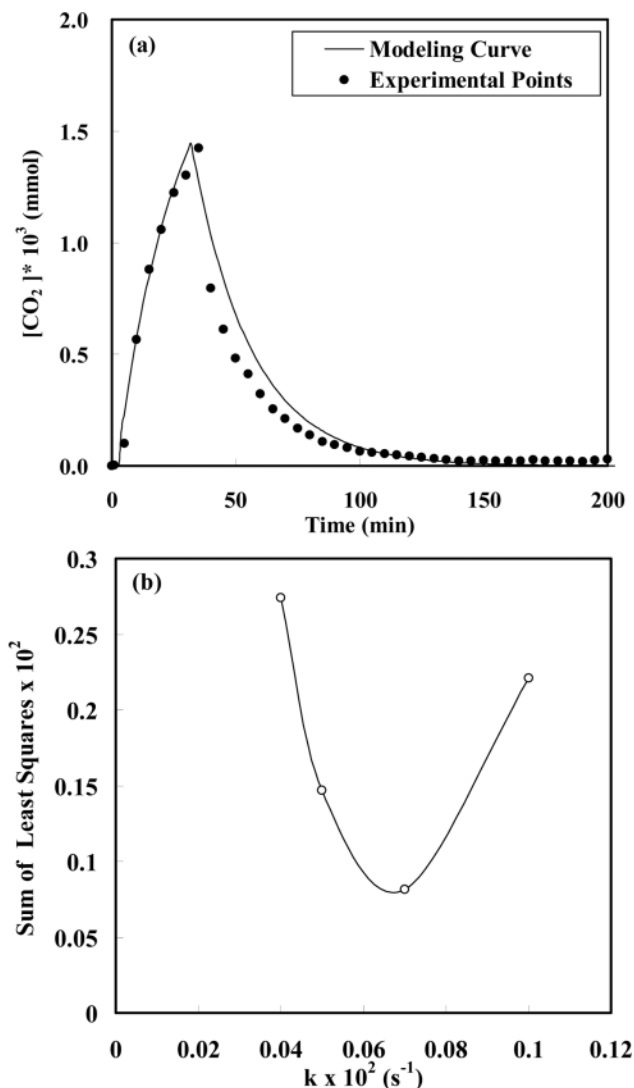 (a)
Modeling Curve
Experimental Points
[CO₂]* 10³ (mmol)
2.0
1.5
1.0
0.5
0.0
0 50 100 150 200
Time (min)
(b)
Sum of Least Squares x 10²
0.3
0.25
0.2
0.15
0.1
0.05
0
0 0.02 0.04 0.06 0.08 0.1 0.12
k x 10² (s⁻¹)